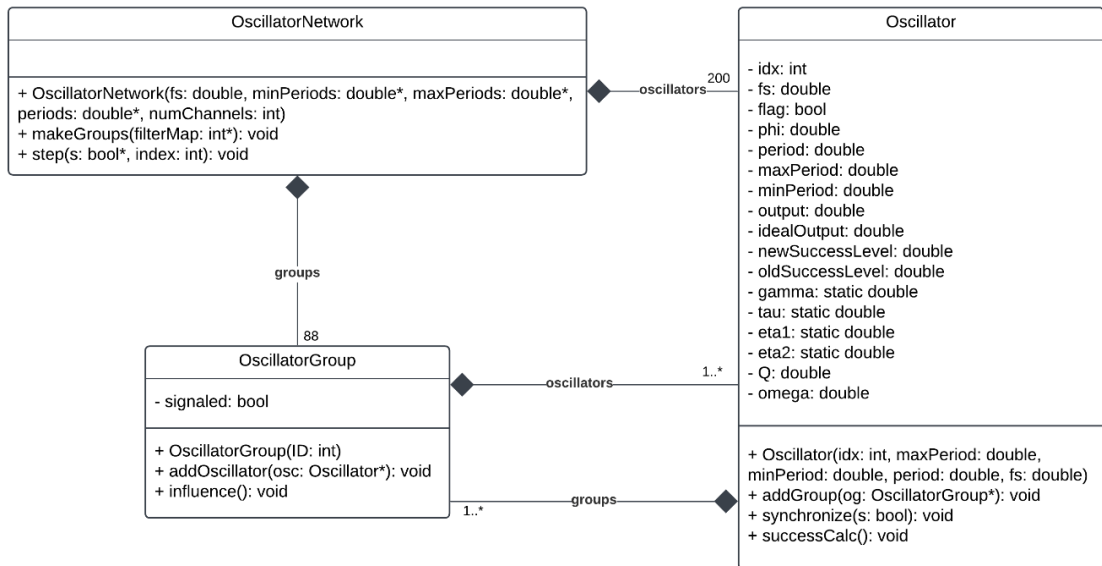 OscillatorNetwork
+ OscillatorNetwork(fs: double, minPeriods: double*, maxPeriods: double*,
periods: double*, numChannels: int)
+ makeGroups(filterMap: int*): void
+ step(s: bool*, index: int): void
oscillators
200
Oscillator
- idx: int
- fs: double
- flag: bool
- phi: double
- period: double
- maxPeriod: double
- minPeriod: double
- output: double
- idealOutput: double
- newSuccessLevel: double
- oldSuccessLevel: double
- gamma: static double
- tau: static double
- eta1: static double
- eta2: static double
- Q: double
- omega: double
+ Oscillator(idx: int, maxPeriod: double,
minPeriod: double, period: double, fs: double)
+ addGroup(og: OscillatorGroup*): void
+ synchronize(s: bool): void
+ successCalc(): void
groups
88
OscillatorGroup
- signaled: bool
+ OscillatorGroup(ID: int)
+ addOscillator(osc: Oscillator*): void
+ influence(): void
oscillators
1..*
groups
1..*